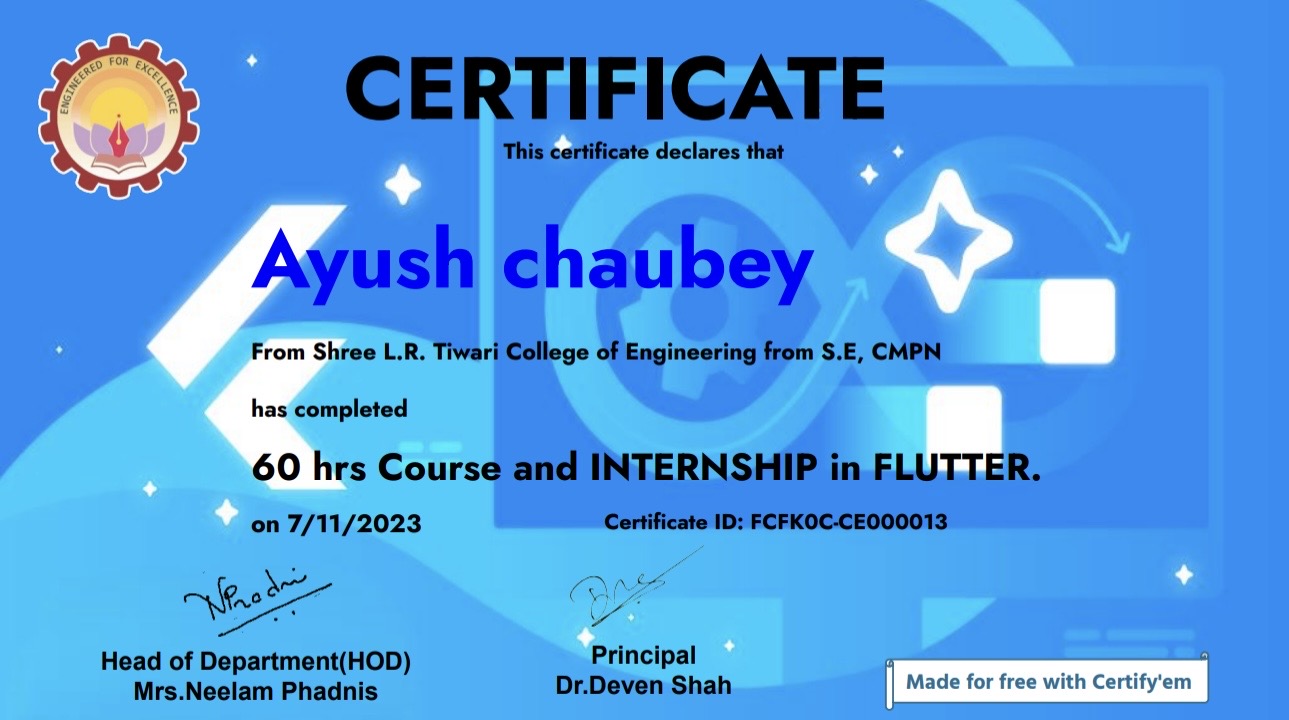 ENGINEERED FOR EXCELLENCE
CERTIFICATE
This certificate declares that
Ayush chaubey
From Shree L.R. Tiwari College of Engineering from S.E, CMPN
has completed
60 hrs Course and INTERNSHIP in FLUTTER.
on 7/11/2023
Certificate ID: FCFK0C-CE000013
Head of Department(HOD)
Mrs.Neelam Phadnis
Principal
Dr.Deven Shah
Made for free with Certify'em